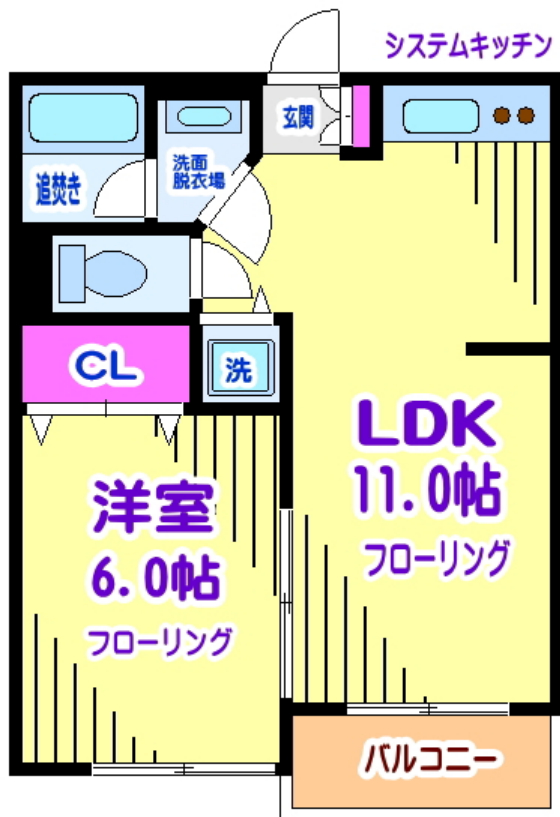 システムキッチン
玄関
洗面
脱衣場
追焚き
CL
洗
LDK
11.0帖
フローリング
洋室
6.0帖
フローリング
バルコニー